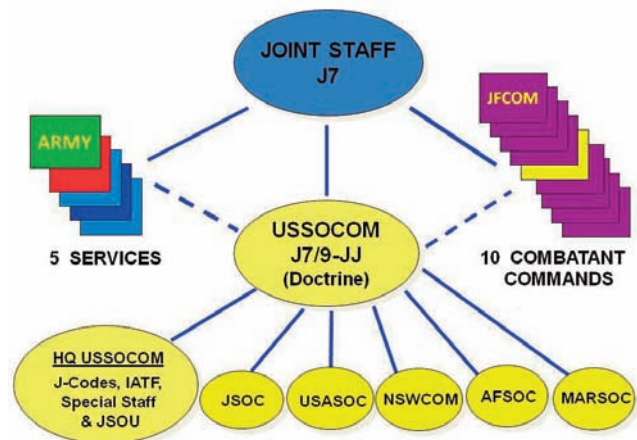 JOINT STAFF
J7
ARMY
JFCOM
5 SERVICES
USSOCOM
J7/9-JJ
(Doctrine)
10 COMBATANT
COMMANDS
HQ USSOCOM
J-Codes, IATF,
Special Staff
& JSOU
JSOC
USASOC
NSWCOM
AFSOC
MARSOC